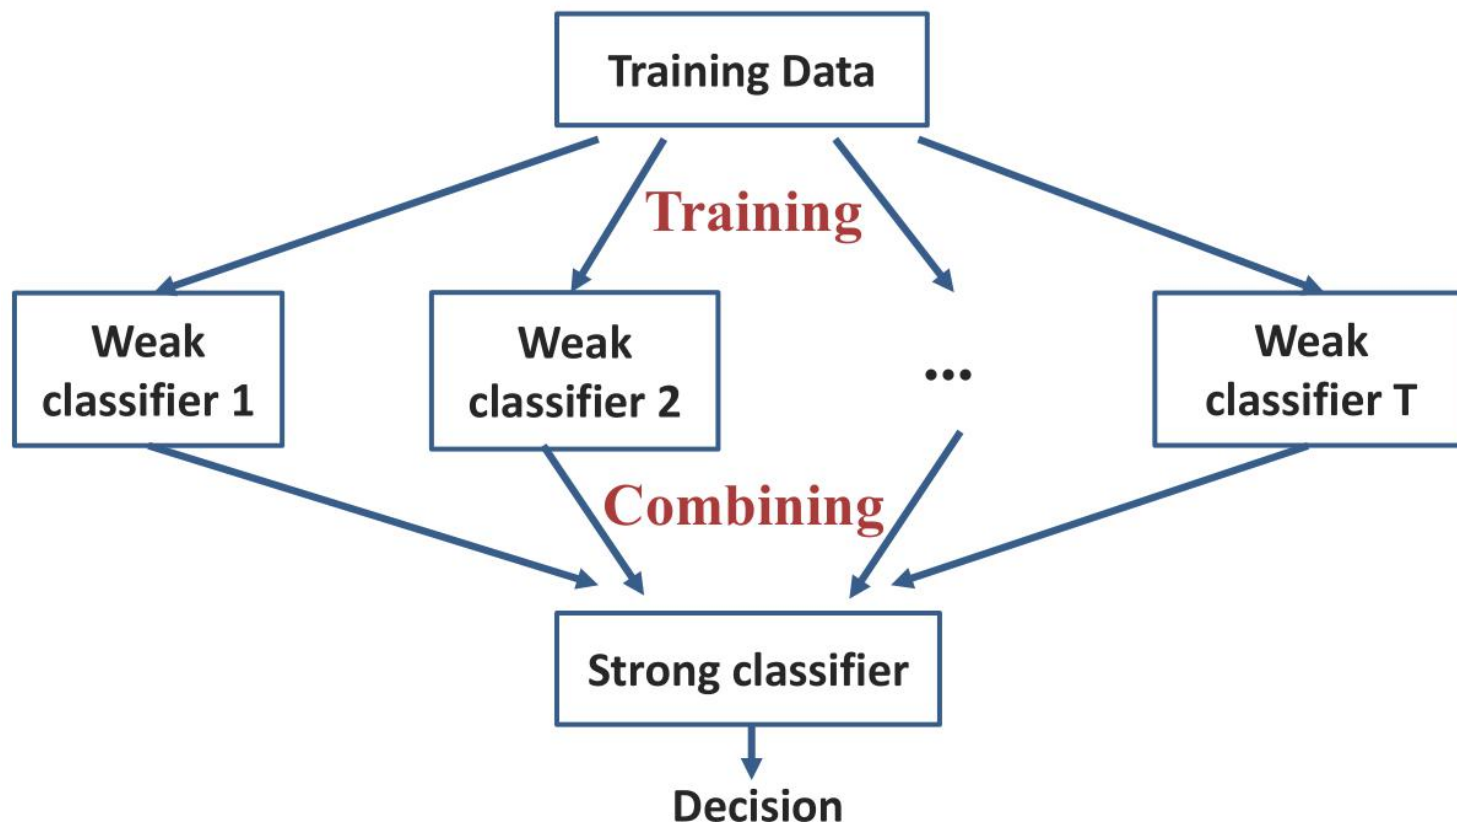 Training Data
Training
Weak
classifier 1
Weak
classifier 2
...
Weak
classifier T
Combining
Strong classifier
Decision